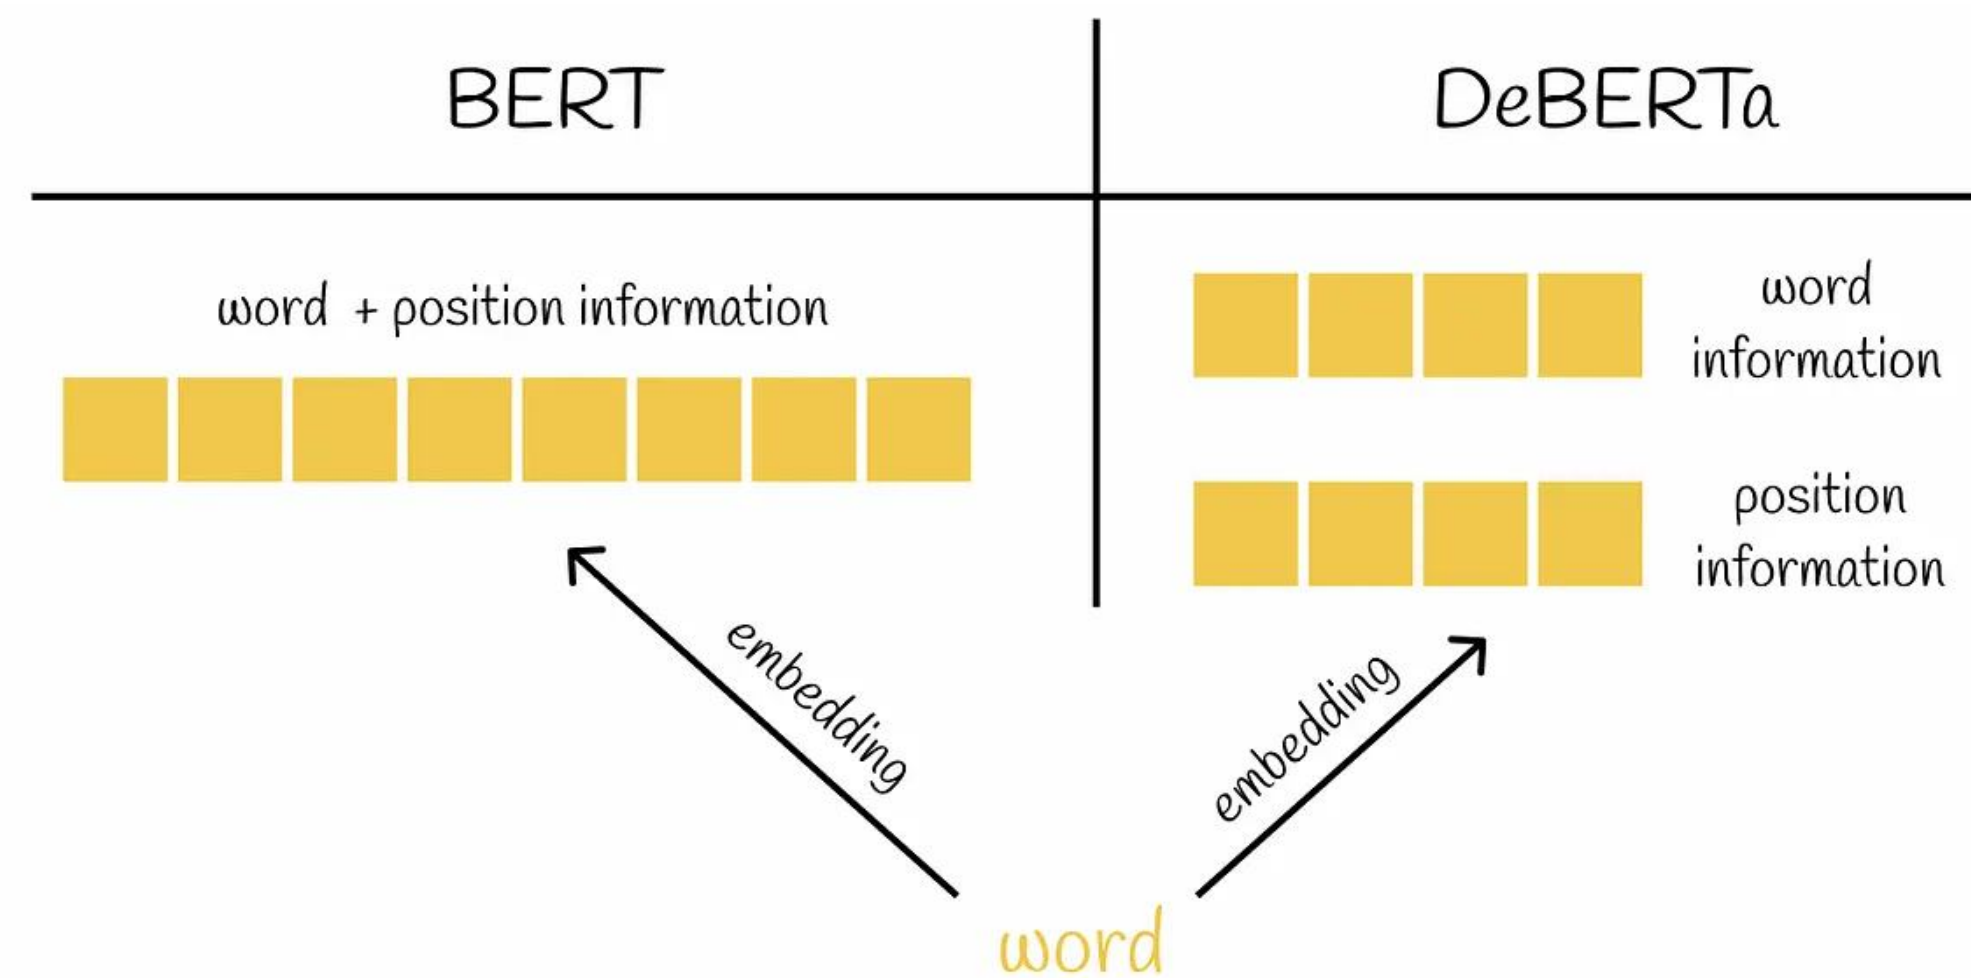 BERT
DeBERTa
word + position information
word
information
position
information
embedding
embedding
word